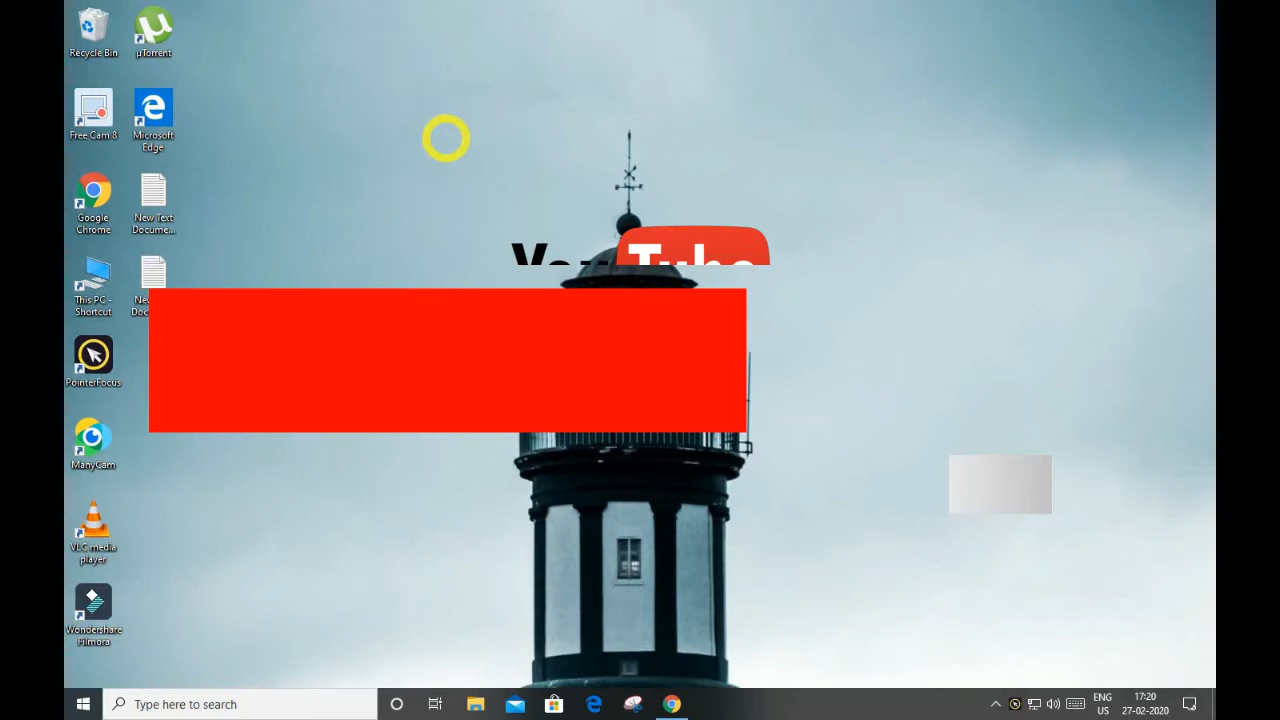 Recycle Bin
µTorrent
Free Cam 8
Microsoft
Edge
Google
Chrome
New Text
Docume...
This PC -
Shortcut
PointerFocus
ManyCam
VLC media
player
Wondershare
Filmora
YouTube
Type here to search
ENG
US
17:20
27-02-2020